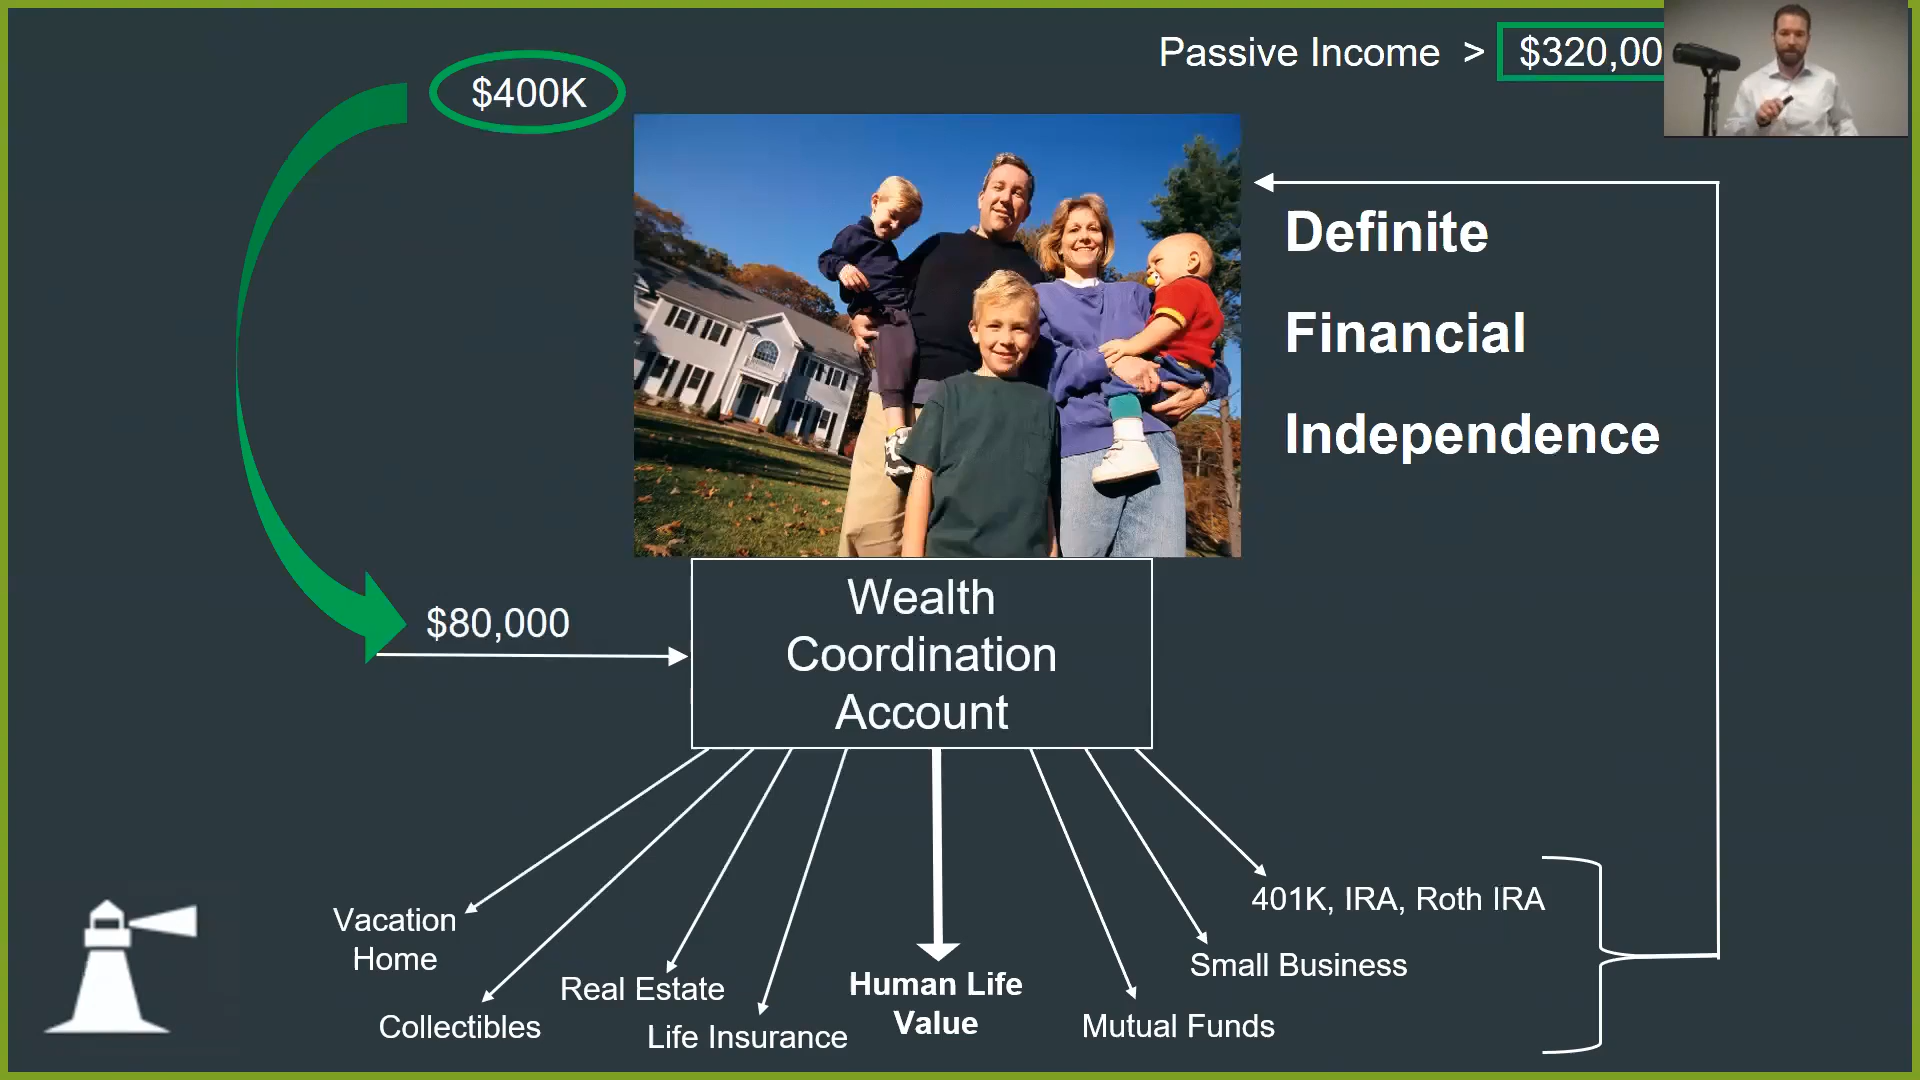 $400K
Passive Income > $320,00
Definite
Financial
Independence
$80,000
Wealth
Coordination
Account
Vacation
Home
Collectibles
Real Estate
Life Insurance
Human Life
Value
Mutual Funds
Small Business
401K, IRA, Roth IRA